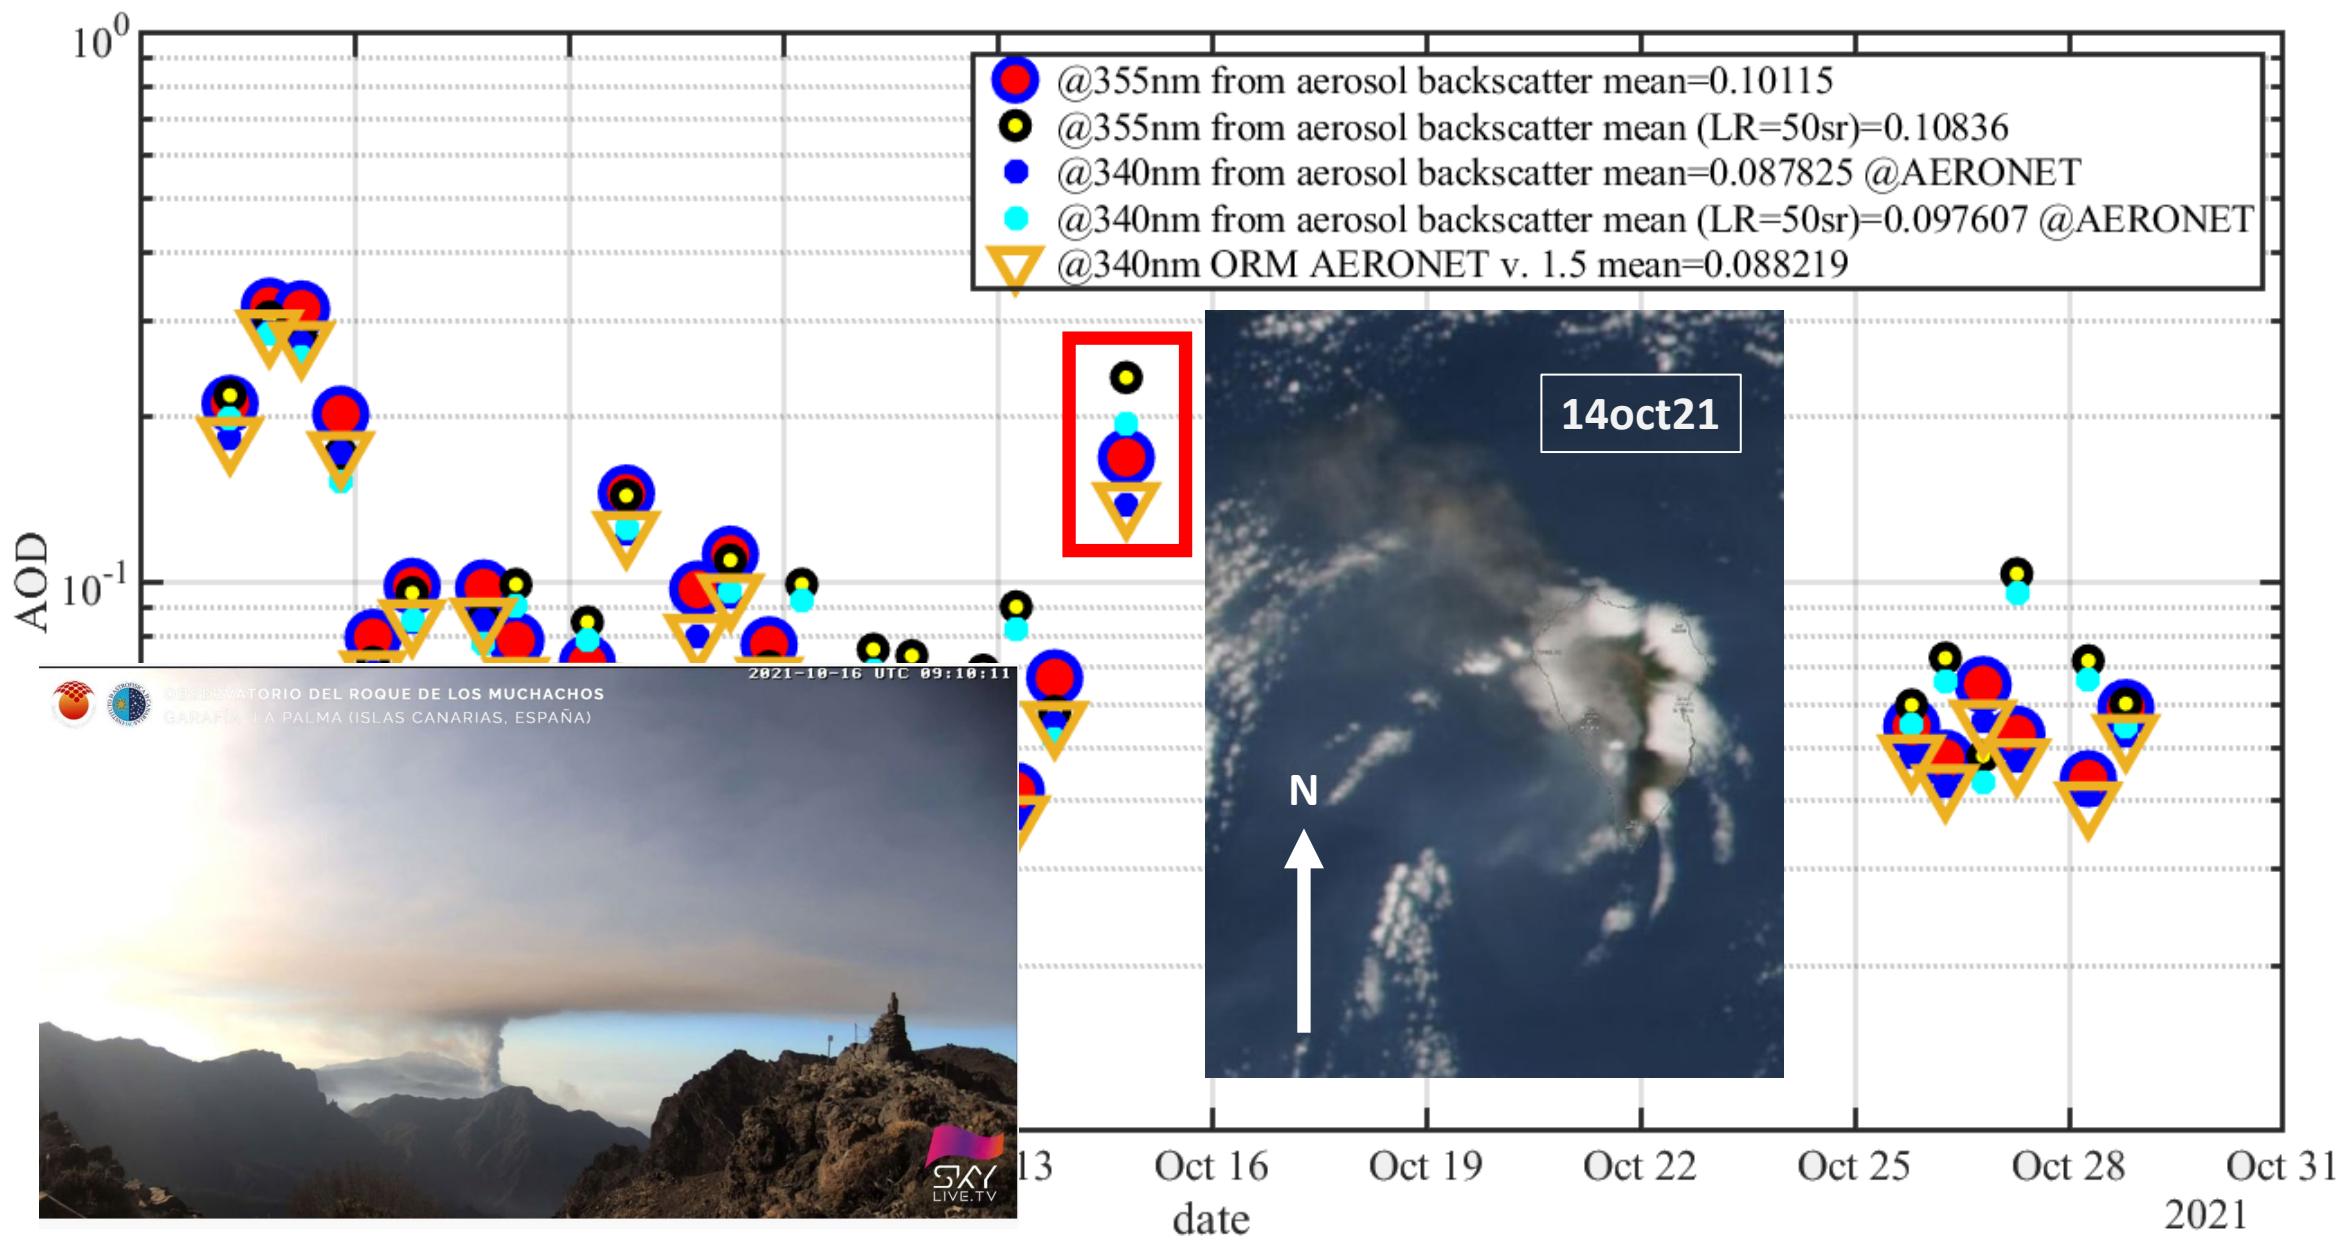 10^0
@355nm from aerosol backscatter mean=0.10115
@355nm from aerosol backscatter mean (LR=50sr)=0.10836
@340nm from aerosol backscatter mean=0.087825 @AERONET
@340nm from aerosol backscatter mean (LR=50sr)=0.097607 @AERONET
@340nm ORM AERONET v. 1.5 mean=0.088219
14oct21
AOD
10^-1
2021-10-16 UTC 09:10:11
OBSERVATORIO DEL ROQUE DE LOS MUCHACHOS
GARAFÍA, LA PALMA (ISLAS CANARIAS, ESPAÑA)
N
SKY
LIVE.TV
13 Oct 16 Oct 19 Oct 22 Oct 25 Oct 28 Oct 31
date
2021